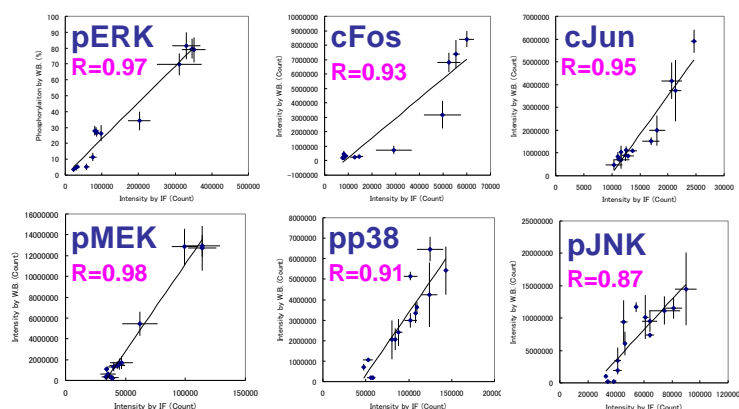 pERK
R=0.97
Phosphorylaiton by W.B. (%)
100
90
80
70
60
50
40
30
20
10
0
0 100000 200000 300000 400000 500000
Intensity by IF (Count)
cFos
R=0.93
Intensity by W.B. (Count)
10000000
9000000
8000000
7000000
6000000
5000000
4000000
3000000
2000000
1000000
0
-1000000
0 10000 20000 30000 40000 50000 60000 70000
Intensity by IF (Count)
cJun
R=0.95
Intensity by W.B. (Count)
7000000
6000000
5000000
4000000
3000000
2000000
1000000
0
0 5000 10000 15000 20000 25000 30000
Intensity by IF (Count)
pMEK
R=0.98
Intensity by W.B. (Count)
16000000
14000000
12000000
10000000
8000000
6000000
4000000
2000000
0
0 50000 100000 150000
Intensity by IF (Count)
pp38
R=0.91
Intensity by W.B. (Count)
8000000
7000000
6000000
5000000
4000000
3000000
2000000
1000000
0
0 50000 100000 150000 200000
Intensity by IF (Count)
pJNK
R=0.87
Intensity by W.B. (Count)
25000000
20000000
15000000
10000000
5000000
0
0 20000 40000 60000 80000 100000 120000
Intensity by IF (Count)